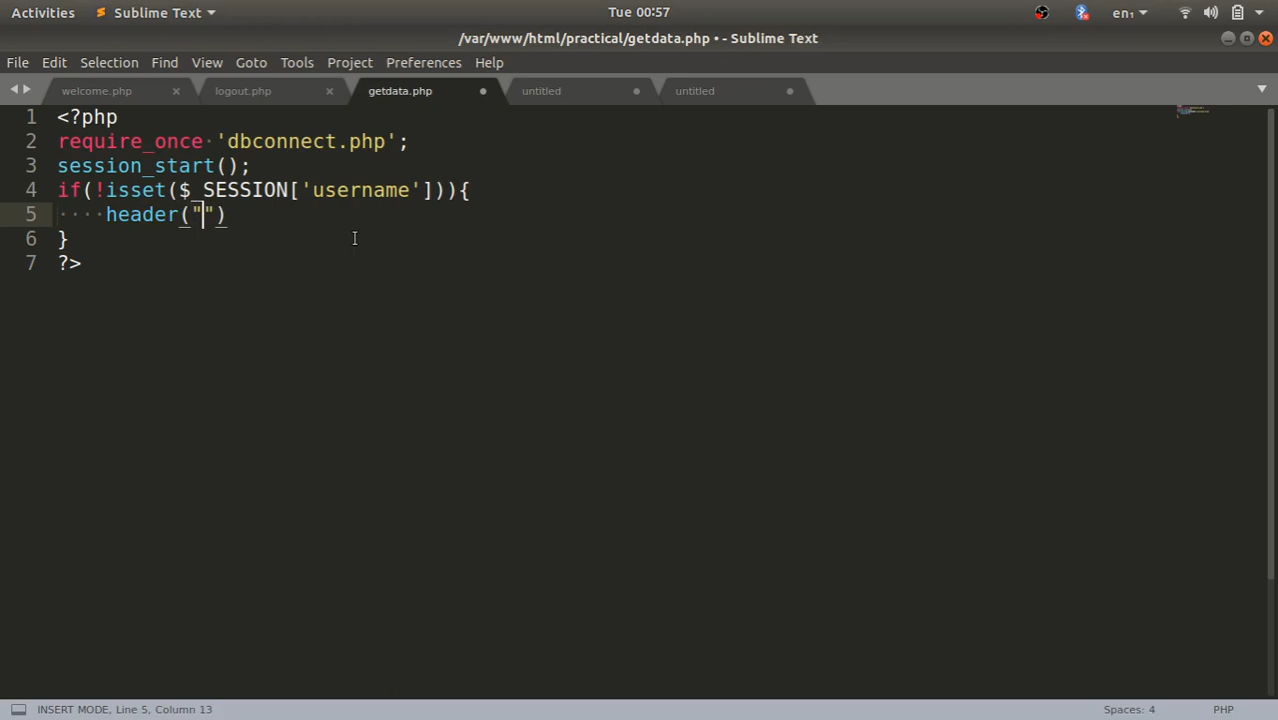 Activities Sublime Text Tue 00:57 en₁
/var/www/html/practical/getdata.php • - Sublime Text
File Edit Selection Find View Goto Tools Project Preferences Help
welcome.php logout.php getdata.php untitled untitled
1 <?php
2 require_once 'dbconnect.php';
3 session_start();
4 if(!isset($_SESSION['username'])){
5 header("")
6 }
7 ?>
INSERT MODE, Line 5, Column 13 Spaces: 4 PHP